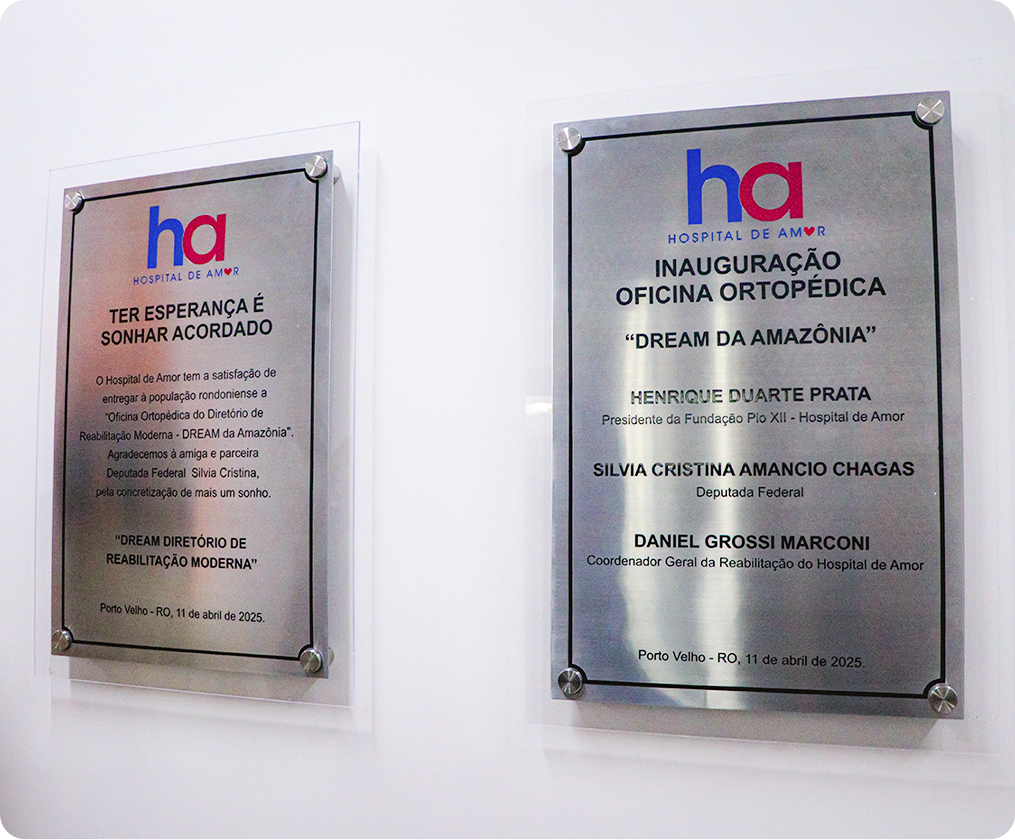 ha
HOSPITAL DE AMOR
TER ESPERANÇA É
SONHAR ACORDADO
O Hospital de Amor tem a satisfação de
entregar à população rondoniense a
“Oficina Ortopédica do Diretório de
Reabilitação Moderna - DREAM da Amazônia”.
Agradecemos à amiga e parceira
Deputada Federal Silvia Cristina,
pela concretização de mais um sonho.
“DREAM DIRETÓRIO DE
REABILITAÇÃO MODERNA”
Porto Velho - RO, 11 de abril de 2025.
ha
HOSPITAL DE AMOR
INAUGURAÇÃO
OFICINA ORTOPÉDICA
“DREAM DA AMAZÔNIA”
HENRIQUE DUARTE PRATA
Presidente da Fundação Pio XII - Hospital de Amor
SILVIA CRISTINA AMANCIO CHAGAS
Deputada Federal
DANIEL GROSSI MARCONI
Coordenador Geral da Reabilitação do Hospital de Amor
Porto Velho - RO, 11 de abril de 2025.